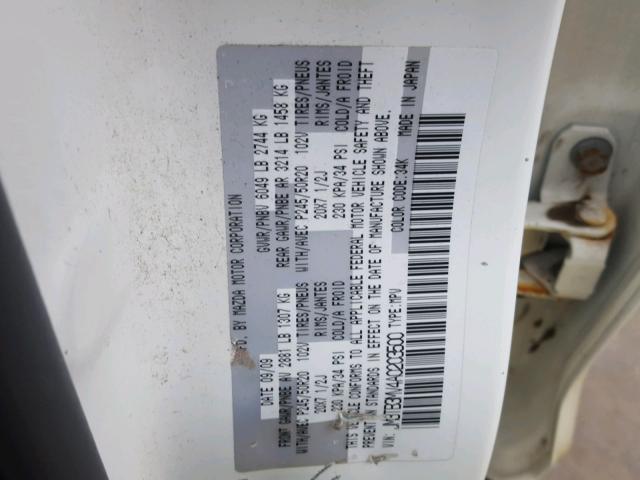 MFD. BY MAZDA MOTOR CORPORATION
DATE 09/09 GVWR/PNBV 6049 LB 2744 KG
FRONT GAWR/PNBE AV 2881 LB 1307 KG REAR GAWR/PNBE AR 3214 LB 1458 KG
WITH/AVEC P245/50R20 102V TIRES/PNEUS WITH/AVEC P245/50R20 102V TIRES/PNEUS
20X7 1/2J RIMS/JANTES 20X7 1/2J RIMS/JANTES
230 KPA/34 PSI COLD/A FROID 230 KPA/34 PSI COLD/A FROID
THIS VEHICLE CONFORMS TO ALL APPLICABLE FEDERAL MOTOR VEHICLE SAFETY AND THEFT
PREVENT IN STANDARDS IN EFFECT ON THE DATE OF MANUFACTURE SHOWN ABOVE.
VIN: JM3TB3MV4A0203500 TYPE:MPV COLOR CODE:34K MADE IN JAPAN